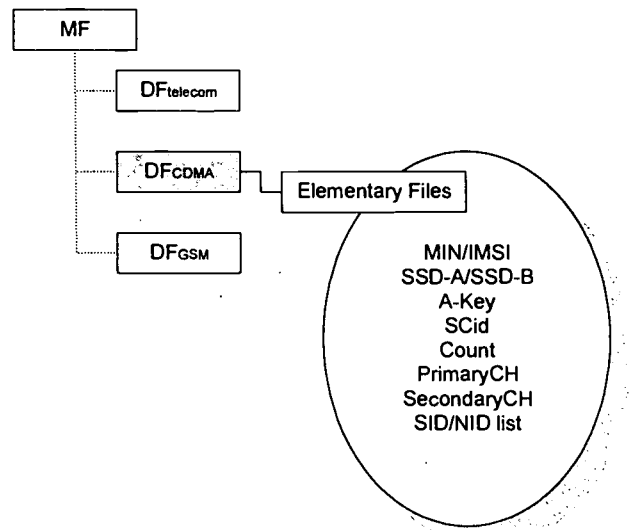 MF
DFtelecom
DFCDMA
Elementary Files
DFGSM
MIN/IMSI
SSD-A/SSD-B
A-Key
SCid
Count
PrimaryCH
SecondaryCH
SID/NID list